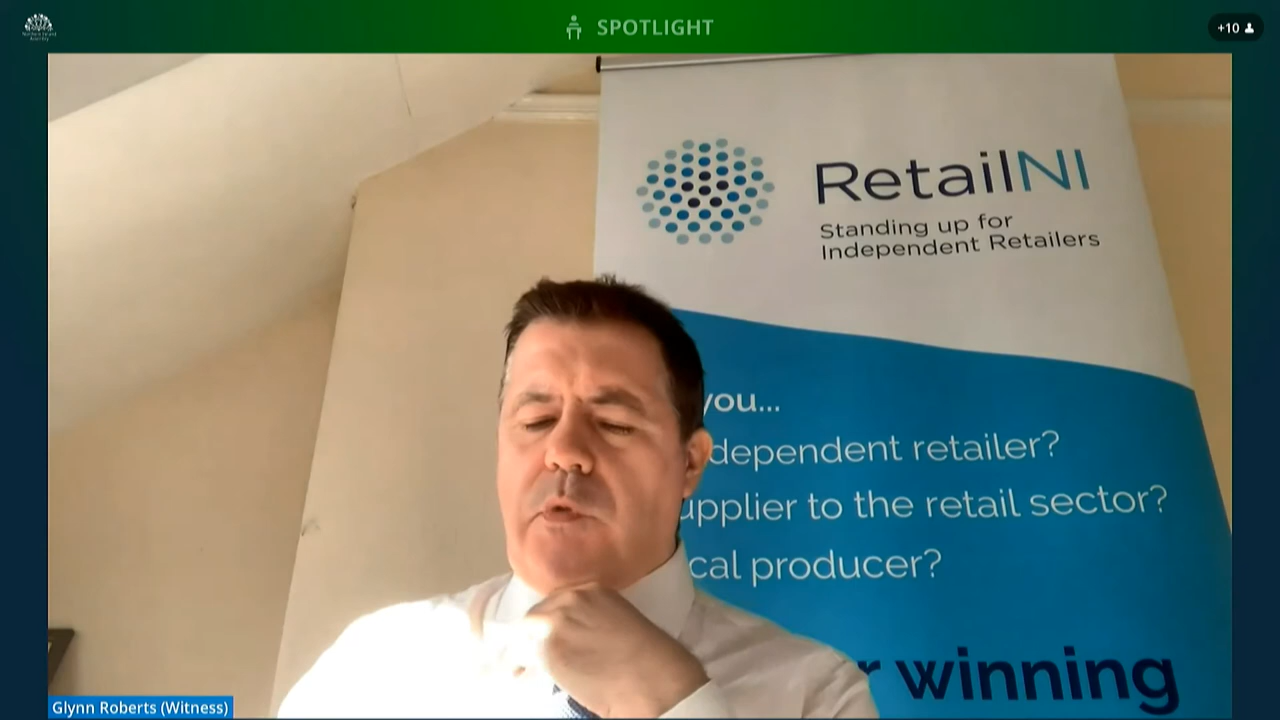 SPOTLIGHT
+10
RetailNI
Standing up for
Independent Retailers
you...
dependent retailer?
upplier to the retail sector?
cal producer?
r winning
Glynn Roberts (Witness)